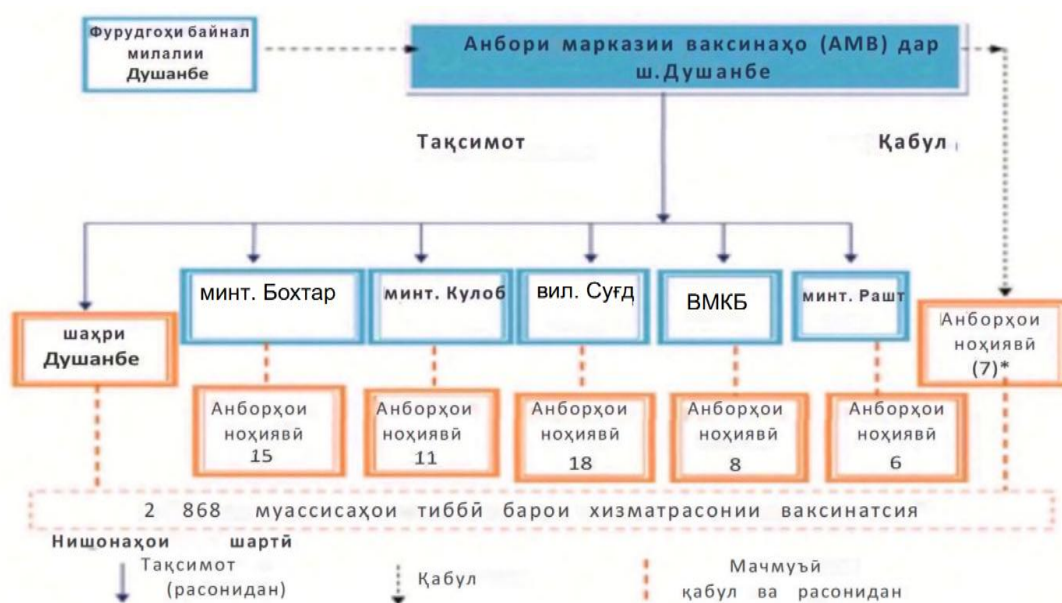 Фурудгоҳи байнал
милалии
Душанбе
Анбори марказии ваксинаҳо (АМВ) дар
ш.Душанбе
Тақсимот
Қабул
шаҳри
Душанбе
минт. Бохтар
минт. Кулоб
вил. Суғд
ВМКБ
минт. Рашт
Анборҳои
ноҳиявӣ
(7)*
Анборҳои
ноҳиявӣ
15
Анборҳои
ноҳиявӣ
11
Анборҳои
ноҳиявӣ
18
Анборҳои
ноҳиявӣ
8
Анборҳои
ноҳиявӣ
6
2 868 муассисаҳои тиббӣ барои хизматрасонии ваксинатсия
Нишонаҳои шартӣ
Тақсимот
(расонидан)
Қабул
Мачмуъӣ
қабул ва расонидан